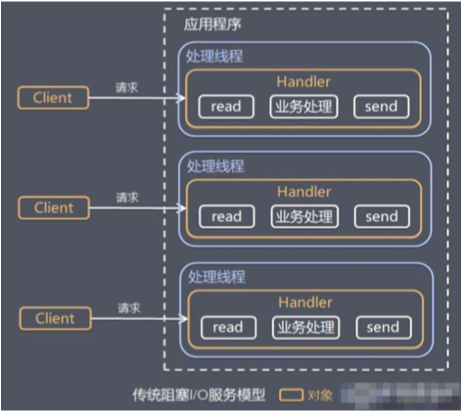 应用程序
处理线程
Handler
Client
请求
read
业务处理
send
处理线程
Handler
Client
请求
read
业务处理
send
处理线程
Handler
Client
请求
read
业务处理
send
传统阻塞I/O服务模型
对象